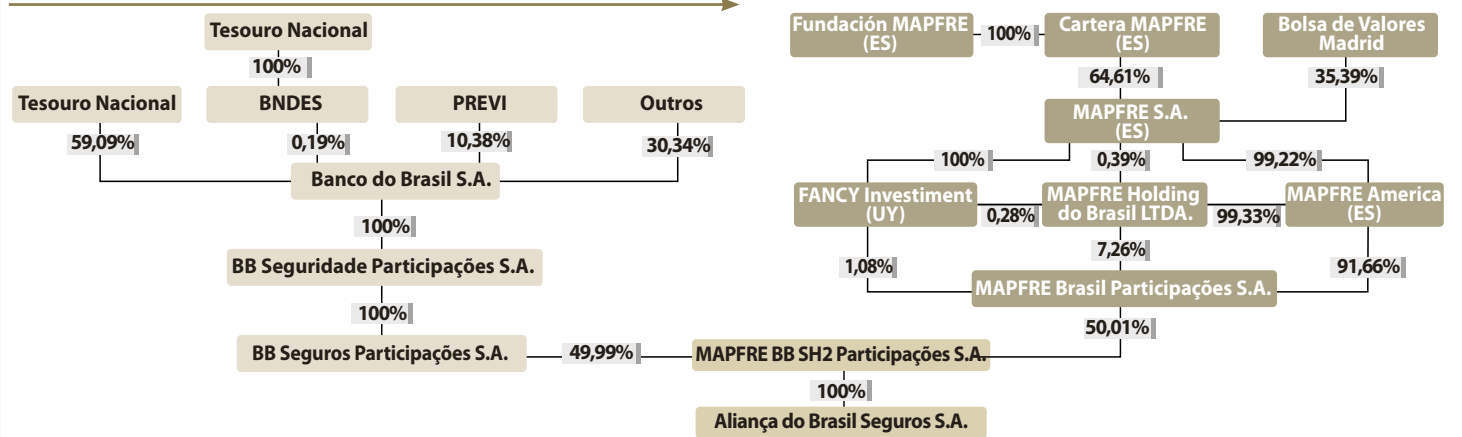 Tesouro Nacional
100%
Tesouro Nacional
BNDES
PREVI
Outros
59,09%
0,19%
10,38%
30,34%
Banco do Brasil S.A.
100%
BB Seguridade Participações S.A.
100%
BB Seguros Participações S.A.
49,99%
Fundación MAPFRE
(ES)
100%
Cartera MAPFRE
(ES)
Bolsa de Valores
Madrid
64,61%
35,39%
MAPFRE S.A.
(ES)
100%
0,39%
99,22%
FANCY Investiment
(UY)
0,28%
MAPFRE Holding
do Brasil LTDA.
99,33%
MAPFRE America
(ES)
1,08%
7,26%
91,66%
MAPFRE Brasil Participações S.A.
50,01%
MAPFRE BB SH2 Participações S.A.
100%
Aliança do Brasil Seguros S.A.